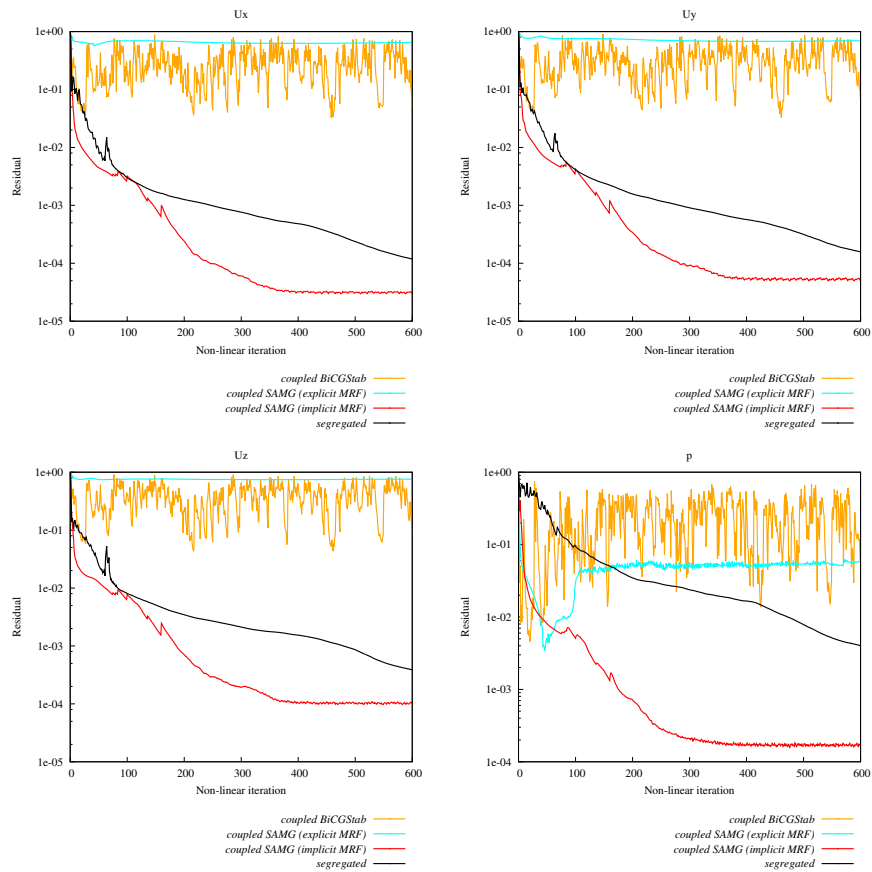 Ux
1e+00
1e-01
1e-02
1e-03
1e-04
1e-05
Residual
0 100 200 300 400 500 600
Non-linear iteration
coupled BiCGStab
coupled SAMG (explicit MRF)
coupled SAMG (implicit MRF)
segregated
Uy
1e+00
1e-01
1e-02
1e-03
1e-04
1e-05
Residual
0 100 200 300 400 500 600
Non-linear iteration
coupled BiCGStab
coupled SAMG (explicit MRF)
coupled SAMG (implicit MRF)
segregated
Uz
1e+00
1e-01
1e-02
1e-03
1e-04
1e-05
Residual
0 100 200 300 400 500 600
Non-linear iteration
coupled BiCGStab
coupled SAMG (explicit MRF)
coupled SAMG (implicit MRF)
segregated
p
1e+00
1e-01
1e-02
1e-03
1e-04
Residual
0 100 200 300 400 500 600
Non-linear iteration
coupled BiCGStab
coupled SAMG (explicit MRF)
coupled SAMG (implicit MRF)
segregated